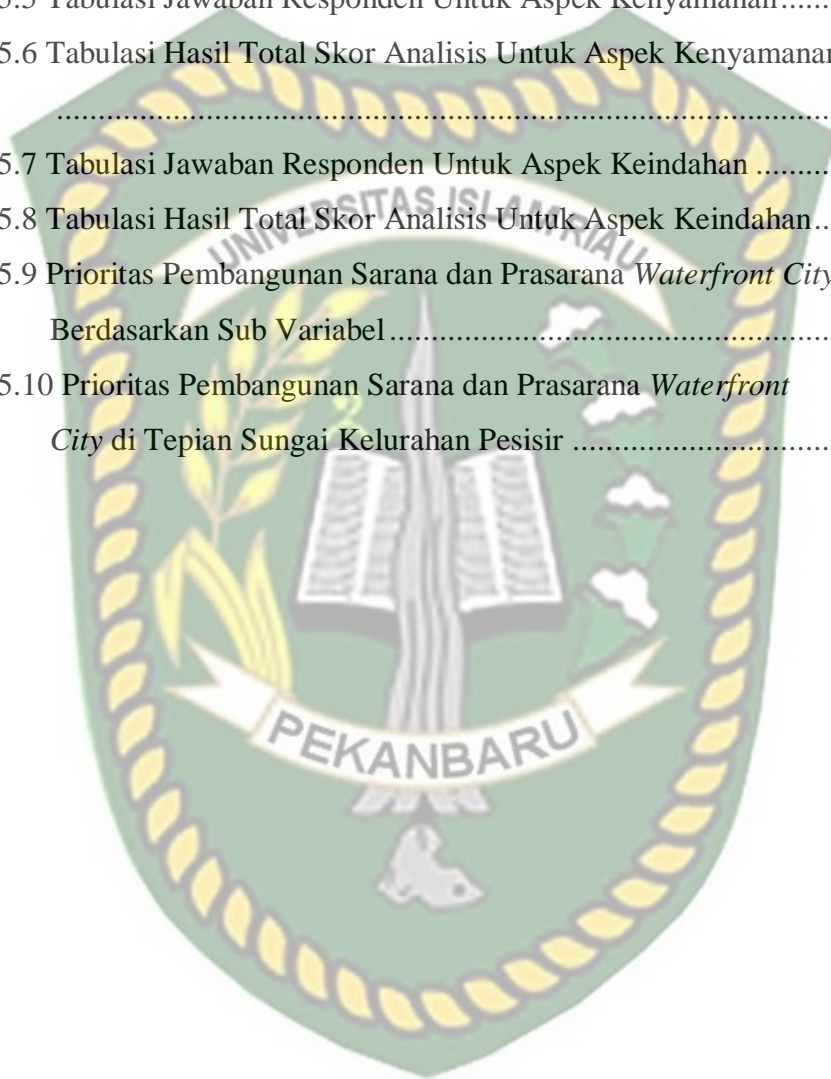 5.5 Tabulasi Jawaban Responden Untuk Aspek Kenyamanan......
5.6 Tabulasi Hasil Total Skor Analisis Untuk Aspek Kenyamanan
...................................................................................
5.7 Tabulasi Jawaban Responden Untuk Aspek Keindahan .........
5.8 Tabulasi Hasil Total Skor Analisis Untuk Aspek Keindahan..
5.9 Prioritas Pembangunan Sarana dan Prasarana Waterfront City
Berdasarkan Sub Variabel...............................................
5.10 Prioritas Pembangunan Sarana dan Prasarana Waterfront
City di Tepian Sungai Kelurahan Pesisir ...........................
UNIVERSITAS ISLAM RIAU
PEKANBARU